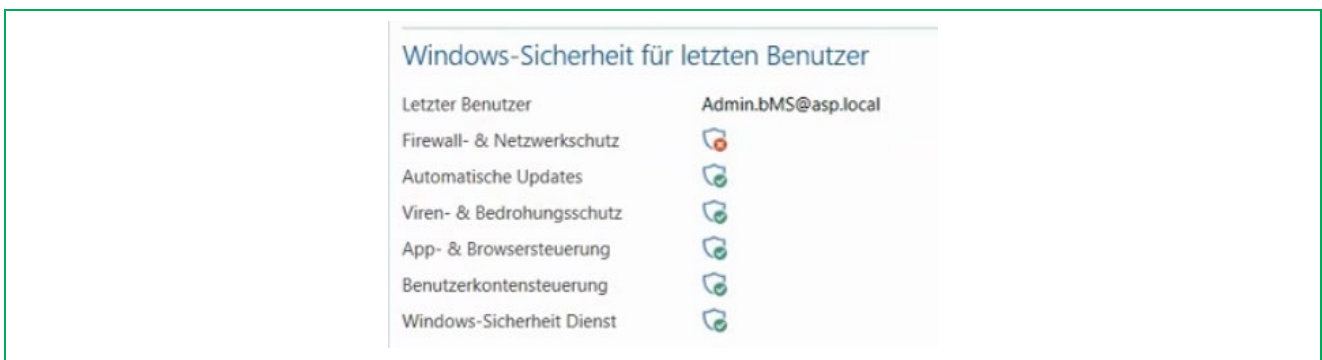 Windows-Sicherheit für letzten Benutzer
Letzter Benutzer Admin.bMS@asp.local
Firewall- & Netzwerkschutz
Automatische Updates
Viren- & Bedrohungsschutz
App- & Browsersteuerung
Benutzerkontensteuerung
Windows-Sicherheit Dienst